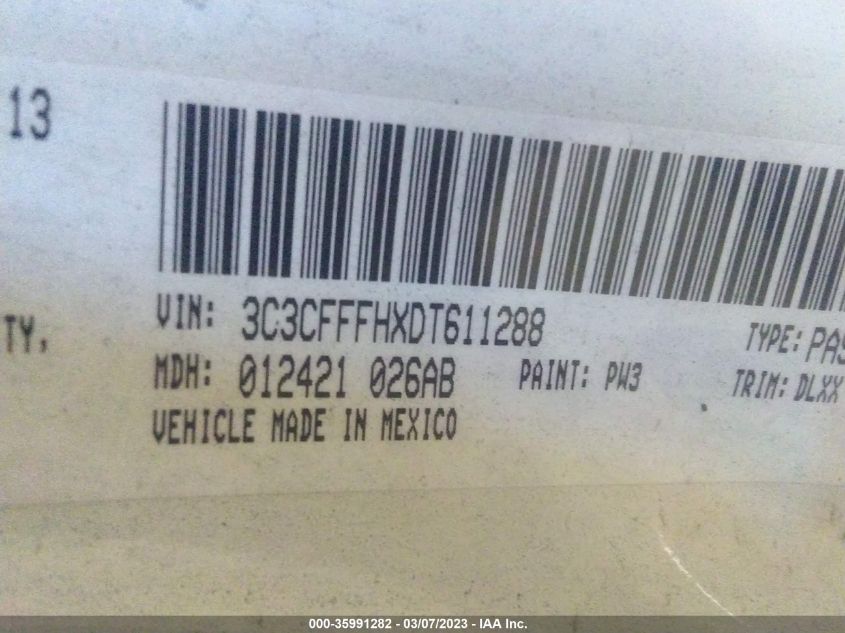 13
TY,
VIN: 3C3CFFFHXDT611288
TYPE: PAS
MDH: 012421 026AB
PAINT: PW3
TRIM: DLXX
VEHICLE MADE IN MEXICO
000-35991282 - 03/07/2023 - IAA Inc.